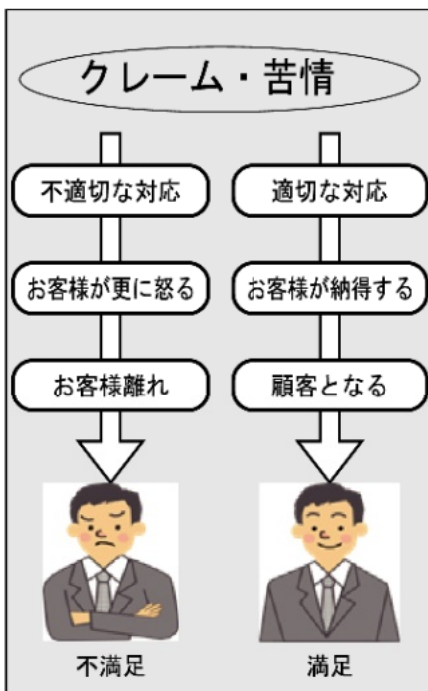 クレーム・苦情
不適切な対応
適切な対応
お客様が更に怒る
お客様が納得する
お客様離れ
顧客となる
不満足
満足